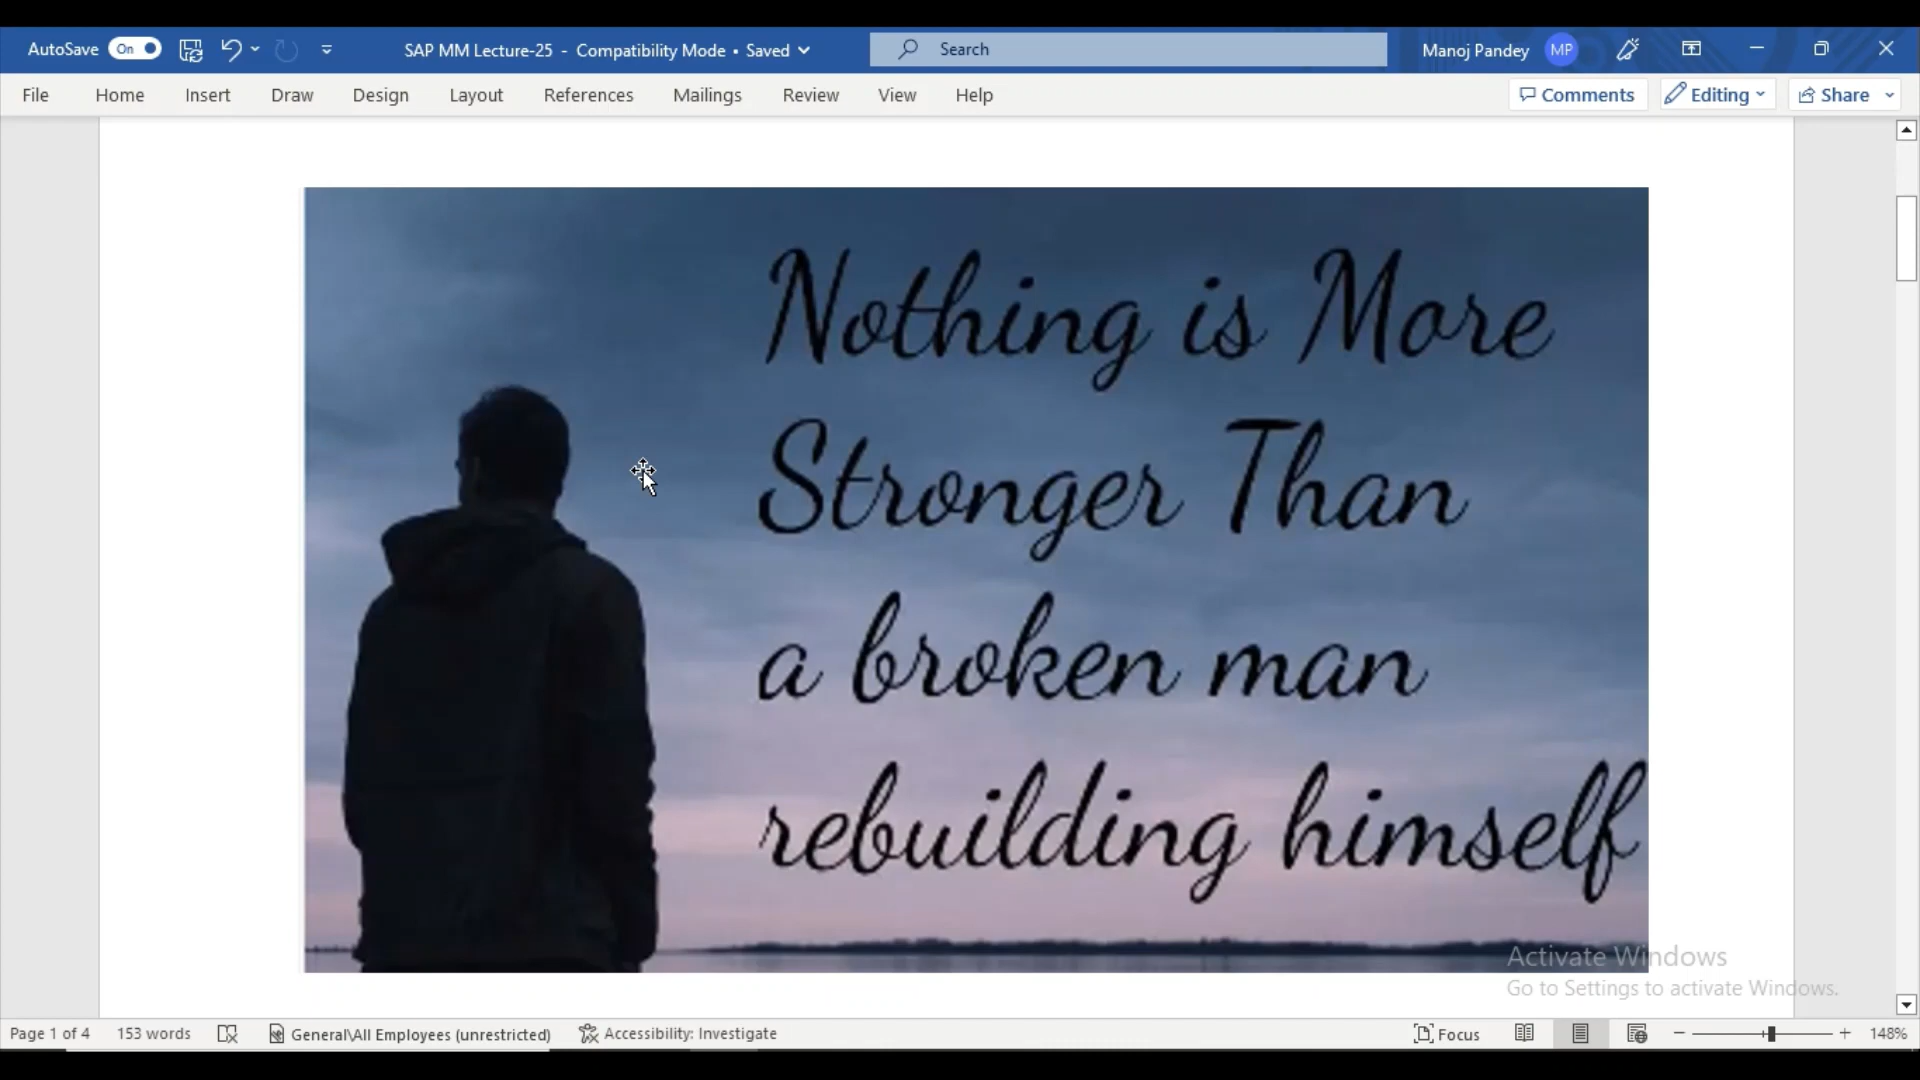 AutoSave On SAP MM Lecture-25 - Compatibility Mode • Saved Search Manoj Pandey MP
File Home Insert Draw Design Layout References Mailings Review View Help Comments Editing Share
Nothing is More
Stronger Than
a broken man
rebuilding himself
Activate Windows
Go to Settings to activate Windows.
Page 1 of 4 153 words General\All Employees (unrestricted) Accessibility: Investigate Focus 148%